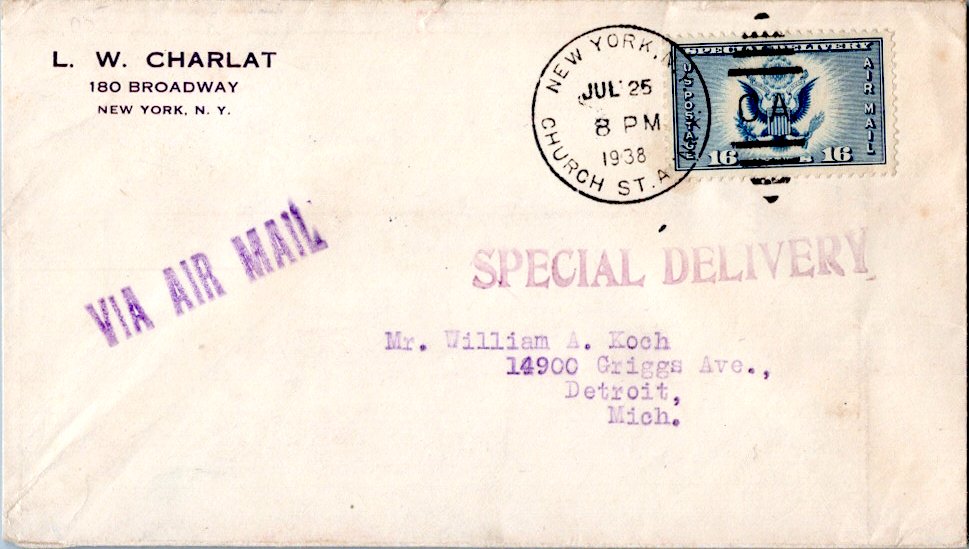 L. W. CHARLAT
180 BROADWAY
NEW YORK, N. Y.
NEW YORK, N.
JUL 25
8 PM
1938
CHURCH ST. A
SPECIAL DELIVERY
U.S. POSTAGE
AIR MAIL
CA
16
16
VIA AIR MAIL
SPECIAL DELIVERY
Mr. William A. Koch
14900 Griggs Ave.,
Detroit,
Mich.